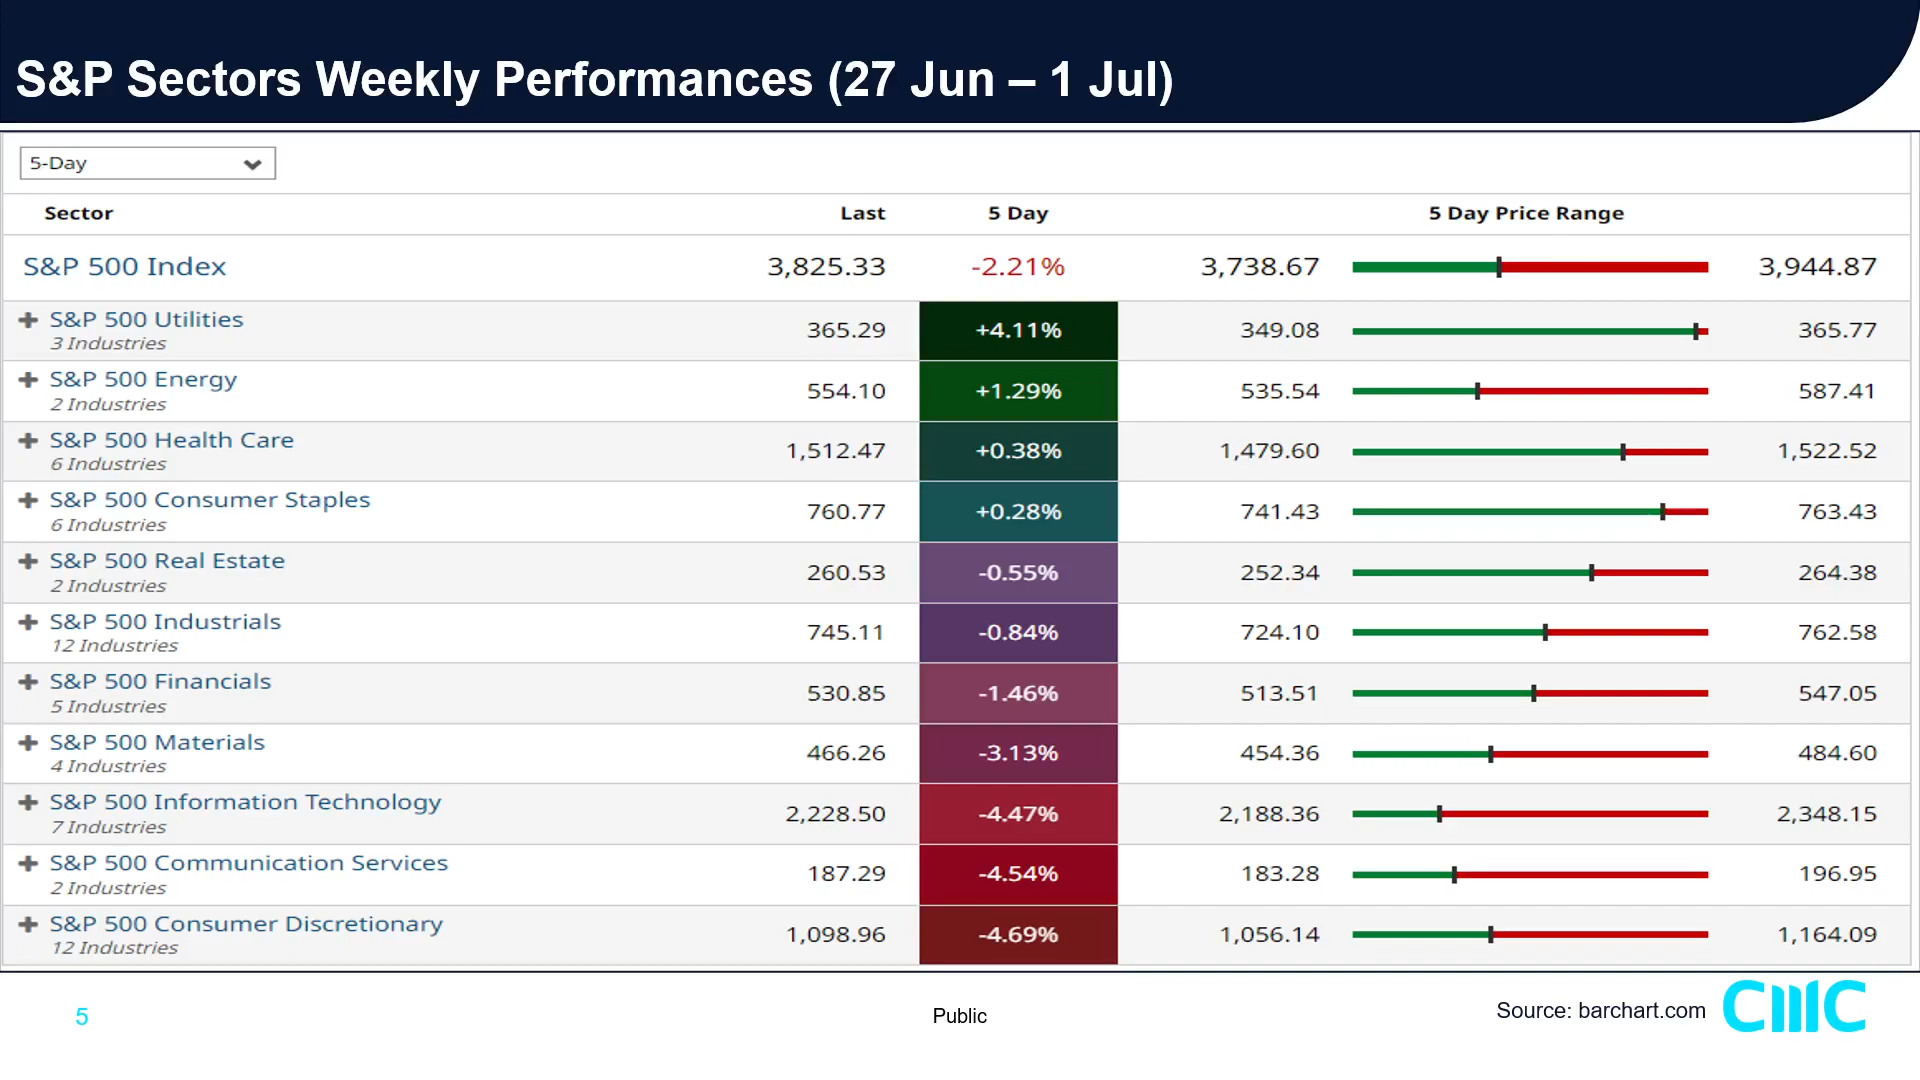 S&P Sectors Weekly Performances (27 Jun – 1 Jul)
5-Day
Sector Last 5 Day 5 Day Price Range
S&P 500 Index 3,825.33 -2.21% 3,738.67 3,944.87
S&P 500 Utilities 365.29 +4.11% 349.08 365.77
3 Industries
S&P 500 Energy 554.10 +1.29% 535.54 587.41
2 Industries
S&P 500 Health Care 1,512.47 +0.38% 1,479.60 1,522.52
6 Industries
S&P 500 Consumer Staples 760.77 +0.28% 741.43 763.43
6 Industries
S&P 500 Real Estate 260.53 -0.55% 252.34 264.38
2 Industries
S&P 500 Industrials 745.11 -0.84% 724.10 762.58
12 Industries
S&P 500 Financials 530.85 -1.46% 513.51 547.05
5 Industries
S&P 500 Materials 466.26 -3.13% 454.36 484.60
4 Industries
S&P 500 Information Technology 2,228.50 -4.47% 2,188.36 2,348.15
7 Industries
S&P 500 Communication Services 187.29 -4.54% 183.28 196.95
2 Industries
S&P 500 Consumer Discretionary 1,098.96 -4.69% 1,056.14 1,164.09
12 Industries
5 Public Source: barchart.com CMC